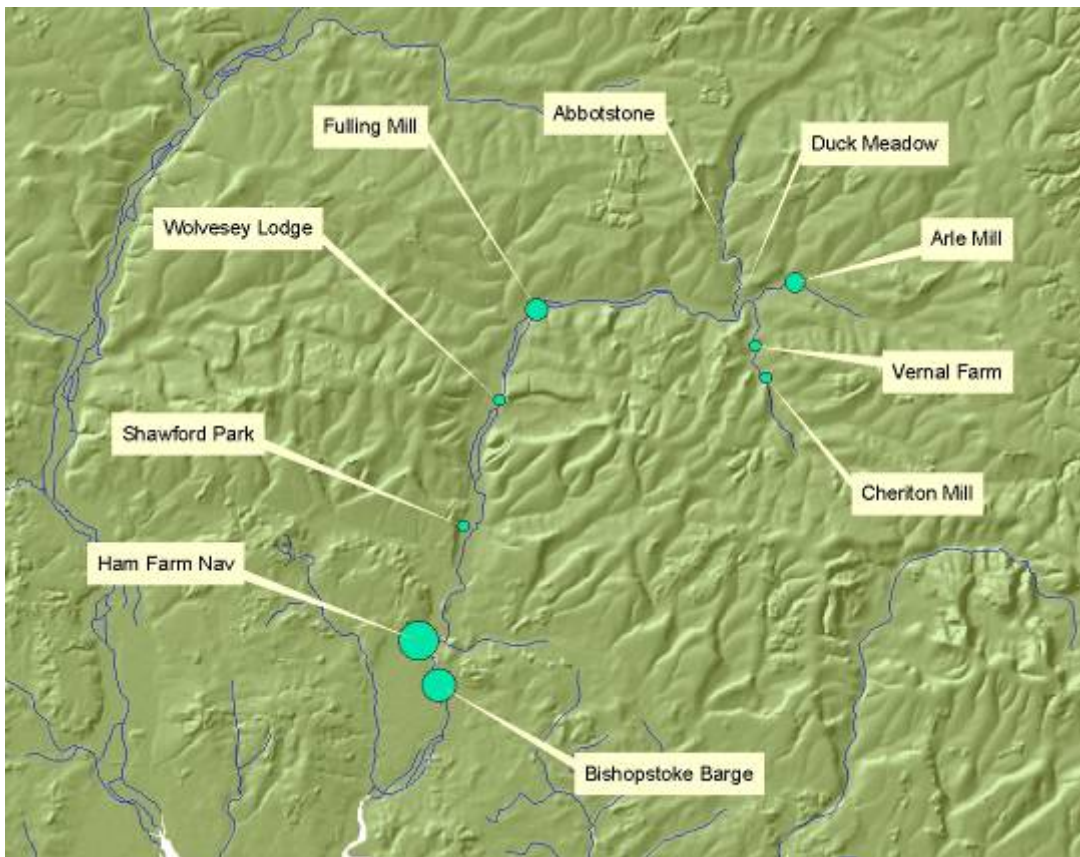 Abbotstone
Fulling Mill
Duck Meadow
Wolvesey Lodge
Arle Mill
Vernal Farm
Shawford Park
Cheriton Mill
Ham Farm Nav
Bishopstoke Barge